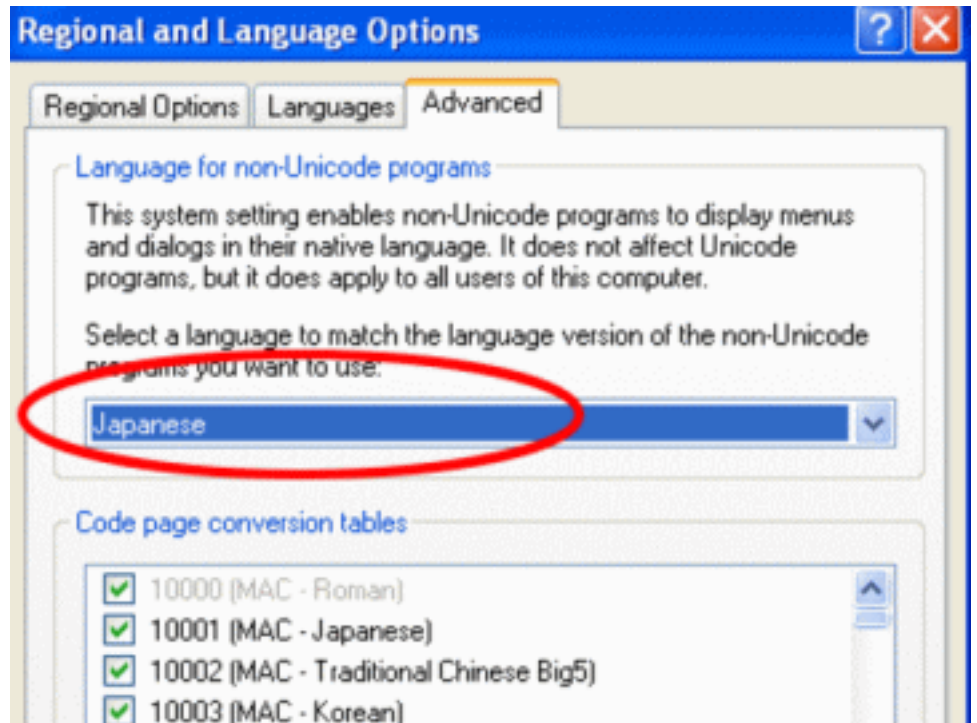 Regional and Language Options
Regional Options Languages Advanced
Language for non-Unicode programs
This system setting enables non-Unicode programs to display menus
and dialogs in their native language. It does not affect Unicode
programs, but it does apply to all users of this computer.
Select a language to match the language version of the non-Unicode
programs you want to use:
Japanese
Code page conversion tables
10000 (MAC - Roman)
10001 (MAC - Japanese)
10002 (MAC - Traditional Chinese Big5)
10003 (MAC - Korean)